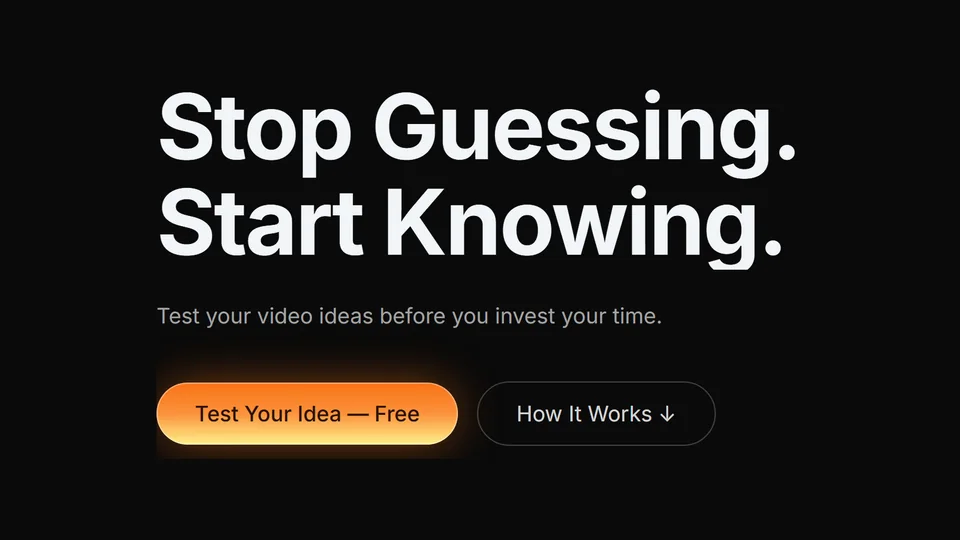 Stop Guessing.
Start Knowing.
Test your video ideas before you invest your time.
Test Your Idea — Free
How It Works ↓